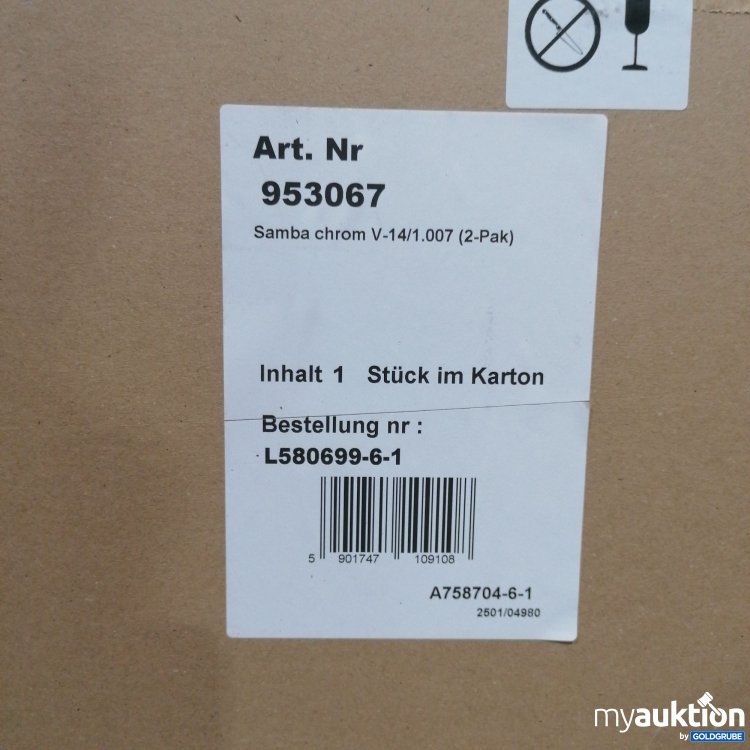 Art. Nr
953067
Samba chrom V-14/1.007 (2-Pak)
Inhalt 1 Stück im Karton
Bestellung nr :
L580699-6-1
5 901747 109108
A758704-6-1
2501/04980
myauktion
by GOLDGRUBE